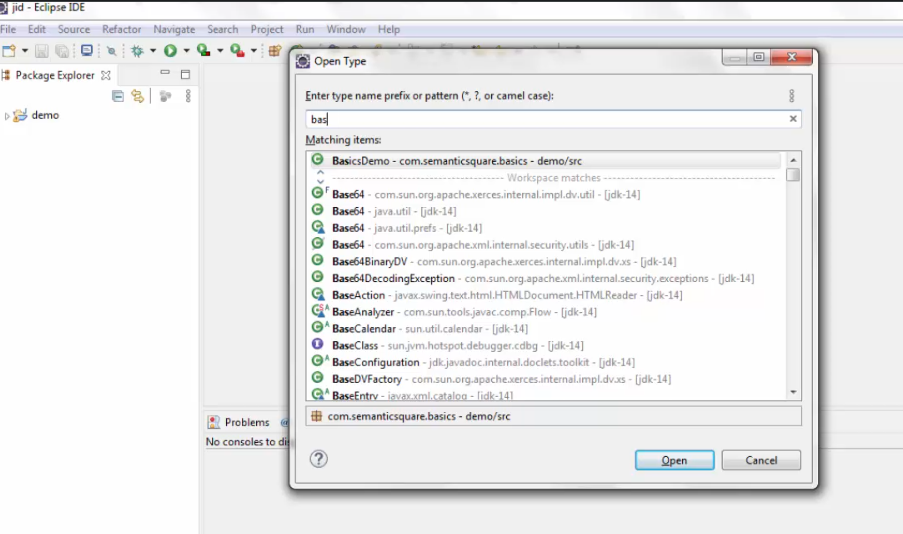 jid - Eclipse IDE
File Edit Source Refactor Navigate Search Project Run Window Help
Package Explorer
demo
Open Type
Enter type name prefix or pattern (*, ?, or camel case):
bas
Matching items:
BasicsDemo - com.semanticsquare.basics - demo/src
Workspace matches
Base64 - com.sun.org.apache.xerces.internal.impl.dv.util - [jdk-14]
Base64 - java.util - [jdk-14]
Base64 - java.util.prefs - [jdk-14]
Base64 - com.sun.org.apache.xml.internal.security.utils - [jdk-14]
Base64BinaryDV - com.sun.org.apache.xerces.internal.impl.dv.xs - [jdk-14]
Base64DecodingException - com.sun.org.apache.xml.internal.security.exceptions - [jdk-14]
BaseAction - javax.swing.text.html.HTMLDocument.HTMLReader - [jdk-14]
BaseAnalyzer - com.sun.tools.javac.comp.Flow - [jdk-14]
BaseCalendar - sun.util.calendar - [jdk-14]
BaseClass - sun.jvm.hotspot.debugger.cdbg - [jdk-14]
BaseConfiguration - jdk.javadoc.internal.doclets.toolkit - [jdk-14]
BaseDVFactory - com.sun.org.apache.xerces.internal.impl.dv.xs - [jdk-14]
BaseEntry - javax.xml.catalog - [jdk-14]
com.semanticsquare.basics - demo/src
Open
Cancel
Problems @
No consoles to di